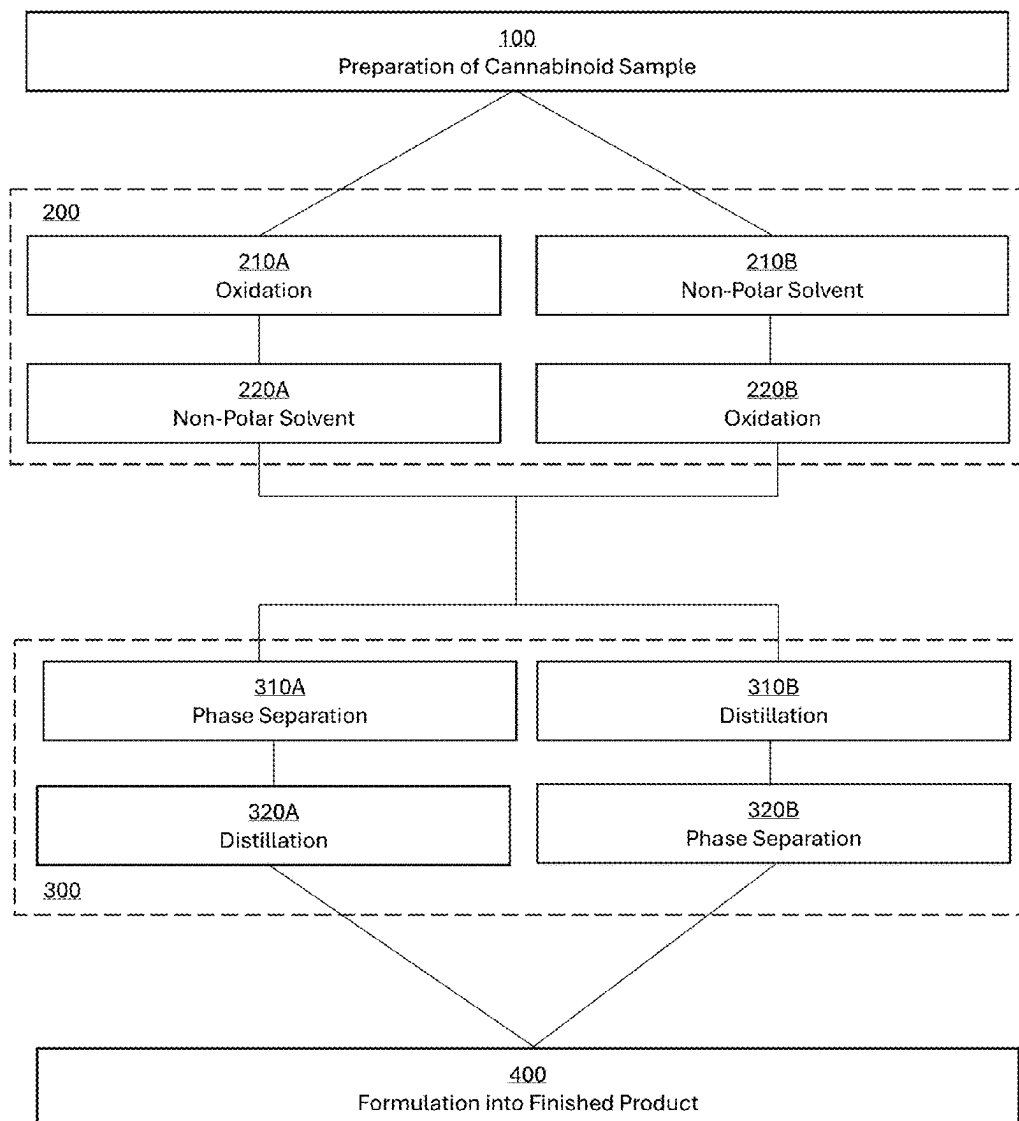 100
Preparation of Cannabinoid Sample
200
210A
Oxidation
210B
Non-Polar Solvent
220A
Non-Polar Solvent
220B
Oxidation
310A
Phase Separation
310B
Distillation
320A
Distillation
320B
Phase Separation
300
400
Formulation into Finished Product